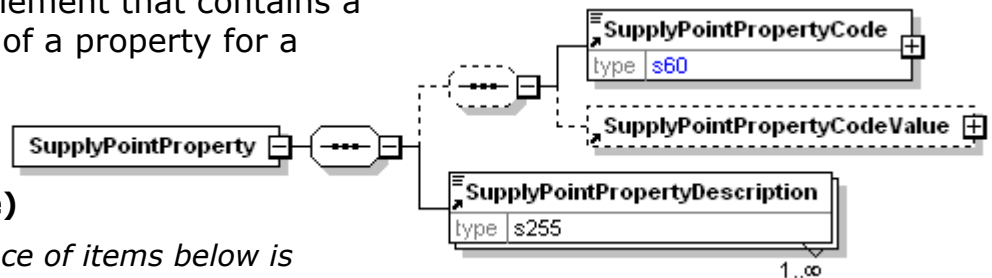 lement that contains a
of a property for a
SupplyPointPropertyCode
type s60
SupplyPointPropertyCodeValue
SupplyPointProperty
SupplyPointPropertyDescription
type s255
1..∞
)
ce of items below is